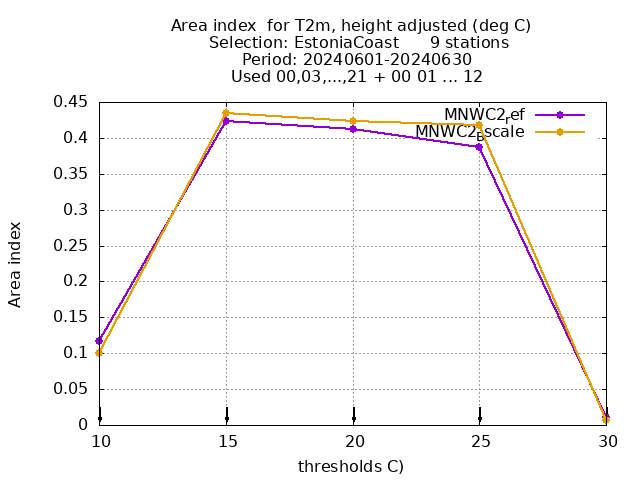 Area index  for T2m, height adjusted (deg C)
Selection: EstoniaCoast      9 stations
Period: 20240601-20240630
Used 00,03,...,21 + 00 01 ... 12
MNWC2ref
MNWC2Bscale
0.45
0.4
0.35
0.3
0.25
0.2
0.15
0.1
0.05
0
Area index
10 15 20 25 30
thresholds C)